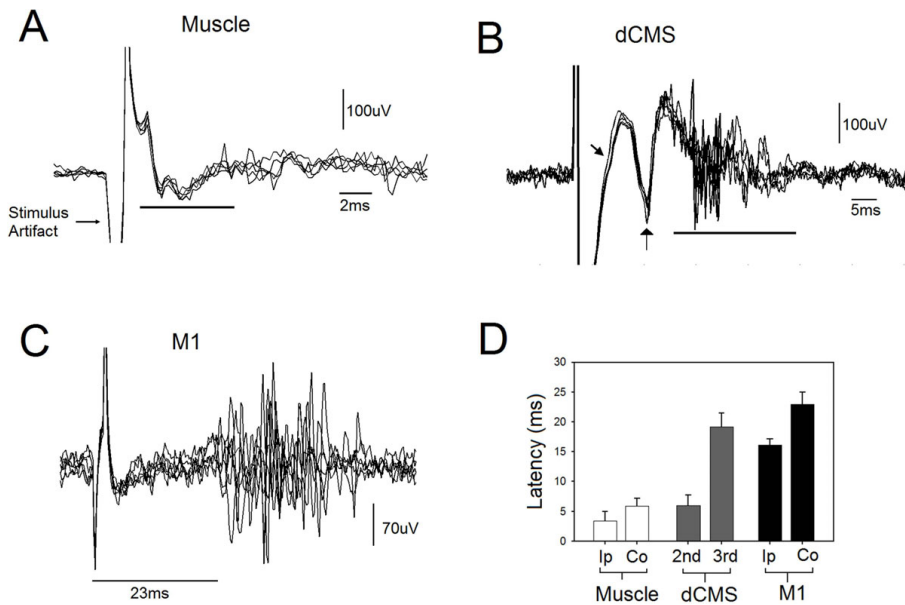 A
Muscle
100uV
2ms
Stimulus
Artifact
B
dCMS
100uV
5ms
C
M1
70uV
23ms
D
Latency (ms)
30
25
20
15
10
5
0
Ip Co 2nd 3rd Ip Co
Muscle dCMS M1